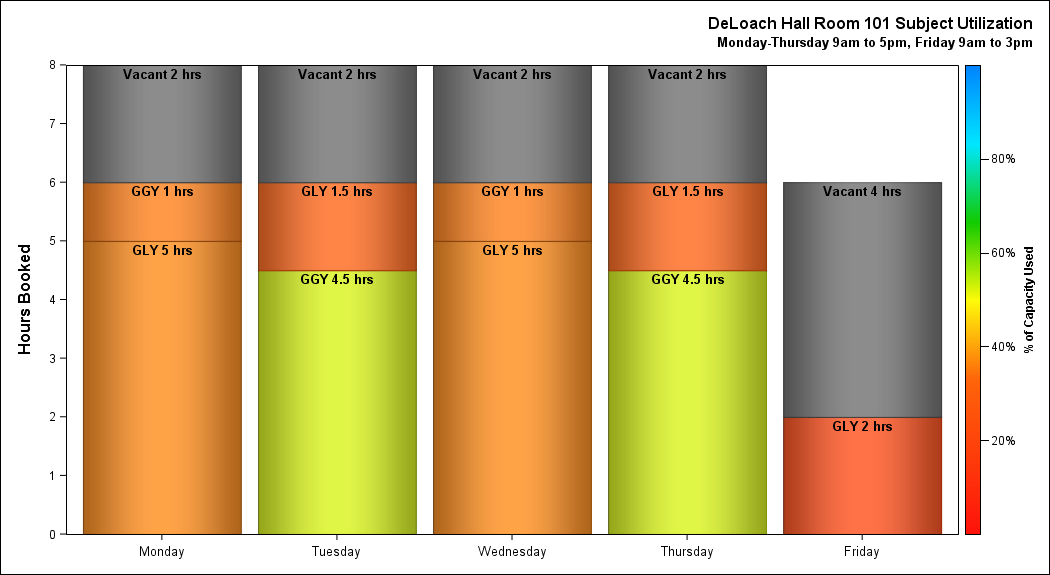 DeLoach Hall Room 101 Subject Utilization
Monday-Thursday 9am to 5pm, Friday 9am to 3pm
Hours Booked
8
7
6
5
4
3
2
1
0
Vacant 2 hrs
GGY 1 hrs
GLY 5 hrs
Vacant 2 hrs
GLY 1.5 hrs
GGY 4.5 hrs
Vacant 2 hrs
GGY 1 hrs
GLY 5 hrs
Vacant 2 hrs
GLY 1.5 hrs
GGY 4.5 hrs
Vacant 4 hrs
GLY 2 hrs
Monday
Tuesday
Wednesday
Thursday
Friday
80%
60%
40%
20%
% of Capacity Used